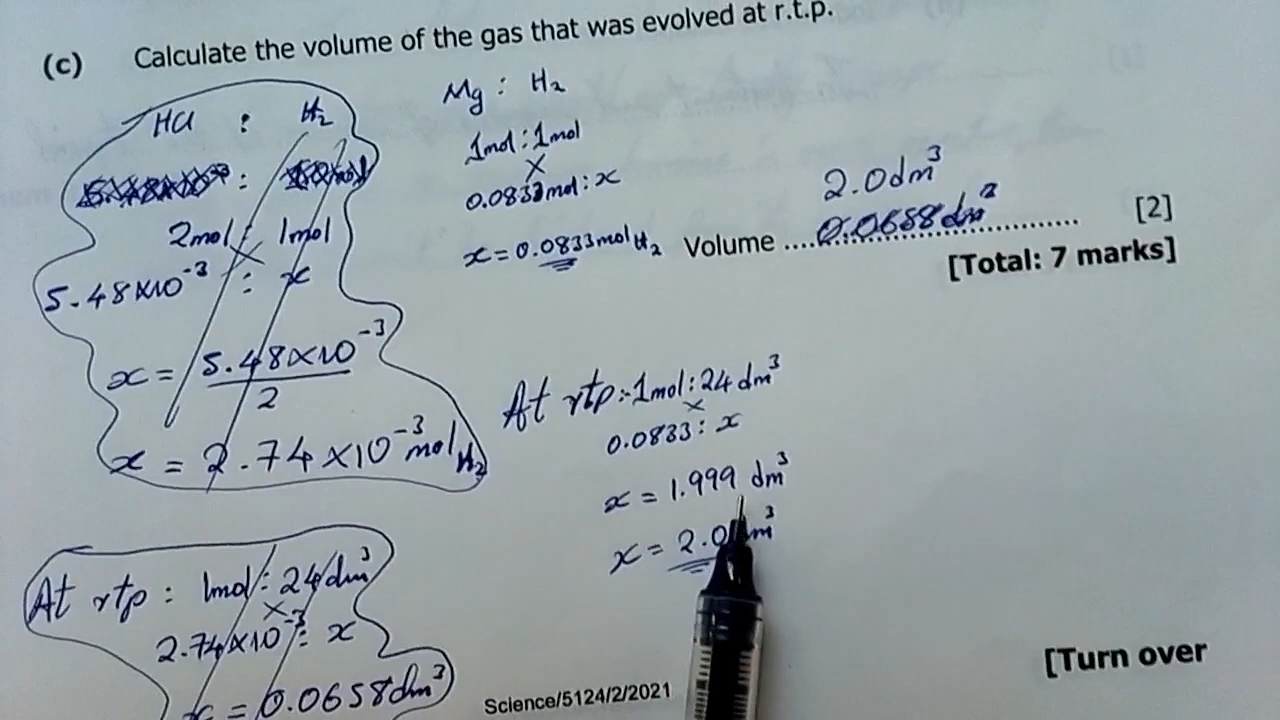 (c) Calculate the volume of the gas that was evolved at r.t.p.
HCl : H₂
2mol : 1mol
5.48×10⁻³ : x
x = 5.48×10⁻³
2
x = 2.74×10⁻³ mol H₂
At rtp : 1mol : 24dm³
2.74×10⁻³ : x
x = 0.0658dm³
Mg : H₂
1mol : 1mol
0.0833mol : x
x = 0.0833mol H₂
2.0dm³
Volume .... 0.0658dm³ .... [2]
[Total: 7 marks]
At rtp:-1mol:24dm³
0.0833 : x
x = 1.999 dm³
x = 2.0 m³
[Turn over
Science/5124/2/2021